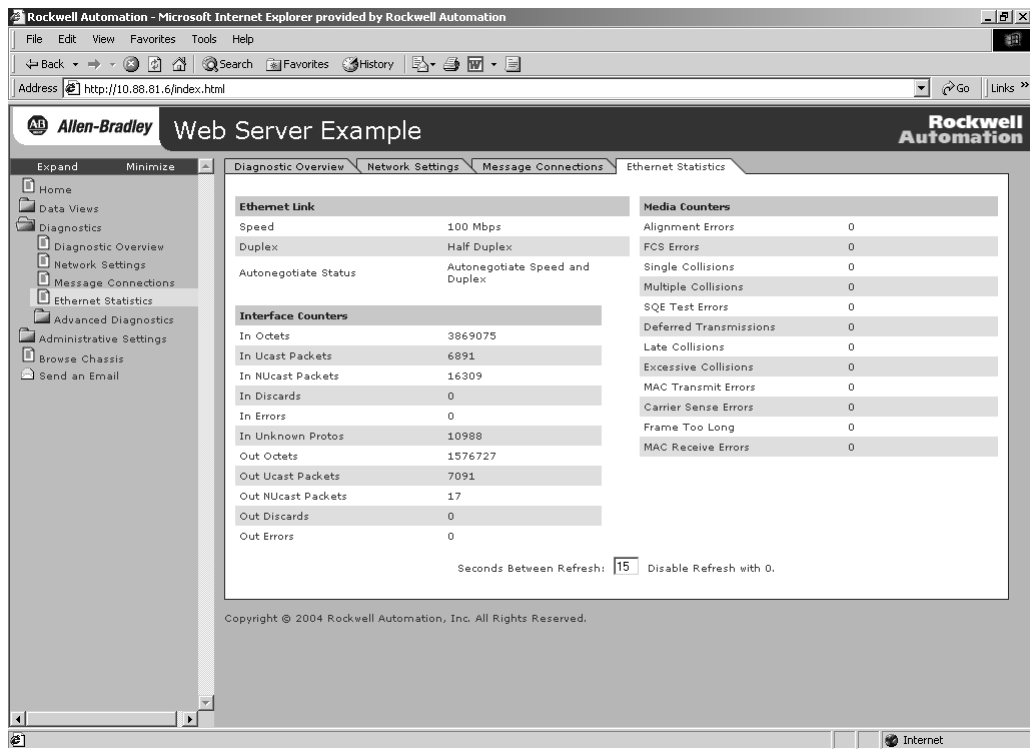 Rockwell Automation - Microsoft Internet Explorer provided by Rockwell Automation
File Edit View Favorites Tools Help
Back Search Favorites History
Address http://10.88.81.6/index.html Go Links »
AB Allen-Bradley Web Server Example Rockwell Automation
Expand Minimize
Home
Data Views
Diagnostics
Diagnostic Overview
Network Settings
Message Connections
Ethernet Statistics
Advanced Diagnostics
Administrative Settings
Browse Chassis
Send an Email
Diagnostic Overview Network Settings Message Connections Ethernet Statistics
Ethernet Link
Speed 100 Mbps
Duplex Half Duplex
Autonegotiate Status Autonegotiate Speed and Duplex
Interface Counters
In Octets 3869075
In Ucast Packets 6891
In NUcast Packets 16309
In Discards 0
In Errors 0
In Unknown Protos 10988
Out Octets 1576727
Out Ucast Packets 7091
Out NUcast Packets 17
Out Discards 0
Out Errors 0
Media Counters
Alignment Errors 0
FCS Errors 0
Single Collisions 0
Multiple Collisions 0
SQE Test Errors 0
Deferred Transmissions 0
Late Collisions 0
Excessive Collisions 0
MAC Transmit Errors 0
Carrier Sense Errors 0
Frame Too Long 0
MAC Receive Errors 0
Seconds Between Refresh: 15 Disable Refresh with 0.
Copyright © 2004 Rockwell Automation, Inc. All Rights Reserved.
Internet